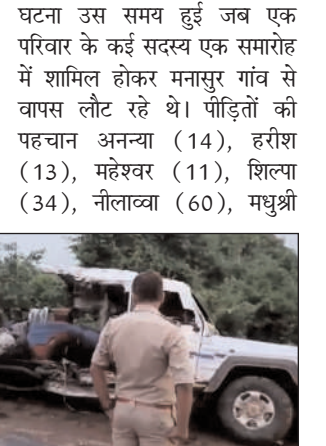 घटना उस समय हुई जब एक
परिवार के कई सदस्य एक समारोह
में शामिल होकर मनासुर गांव से
वापस लौट रहे थे। पीड़ितों की
पहचान अनन्या (14), हरीश
(13), महेश्वर (11), शिल्पा
(34), नीलाव्वा (60), मधुश्री